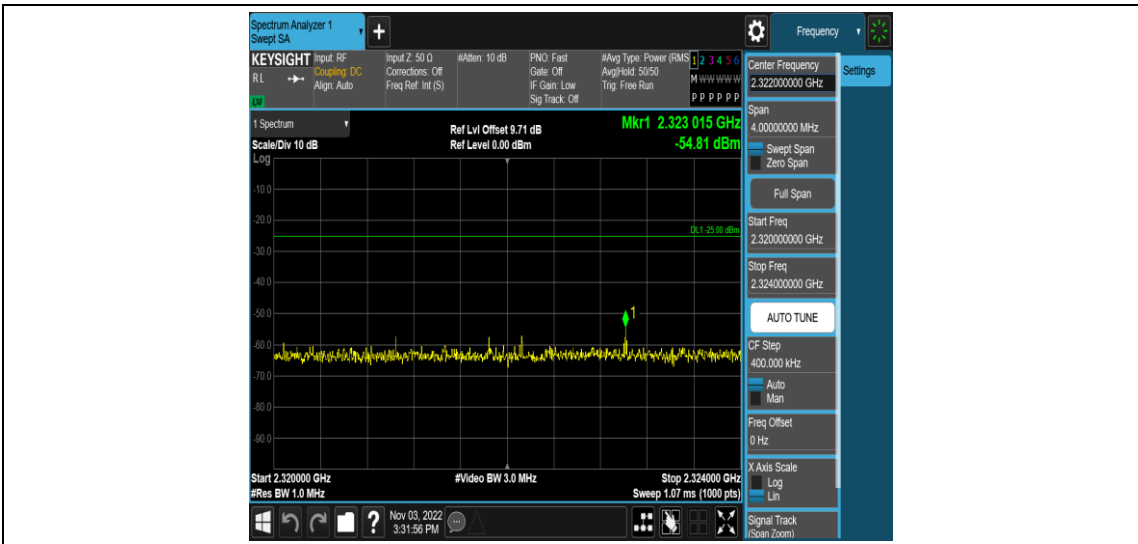 Spectrum Analyzer 1
Swept SA
+
Frequency
KEYSIGHT
RL
LXI
Input: RF
Coupling: DC
Align: Auto
Input Z: 50 Ω
Corrections: Off
Freq Ref: Int (S)
#Atten: 10 dB
PNO: Fast
Gate: Off
IF Gain: Low
Sig Track: Off
#Avg Type: Power (RMS
Avg|Hold: 50/50
Trig: Free Run
1 2 3 4 5 6
M W W W W W
P P P P P P
1 Spectrum
Scale/Div 10 dB
Log
Ref Lvl Offset 9.71 dB
Ref Level 0.00 dBm
Mkr1 2.323 015 GHz
-54.81 dBm
-10.0
-20.0
DL1 -25.00 dBm
-30.0
-40.0
-50.0
1
-60.0
-70.0
-80.0
-90.0
Start 2.320000 GHz
#Res BW 1.0 MHz
#Video BW 3.0 MHz
Stop 2.324000 GHz
Sweep 1.07 ms (1000 pts)
?
Nov 03, 2022
3:31:56 PM
Center Frequency
2.322000000 GHz
Settings
Span
4.00000000 MHz
Swept Span
Zero Span
Full Span
Start Freq
2.320000000 GHz
Stop Freq
2.324000000 GHz
AUTO TUNE
CF Step
400.000 kHz
Auto
Man
Freq Offset
0 Hz
X Axis Scale
Log
Lin
Signal Track
(Span Zoom)